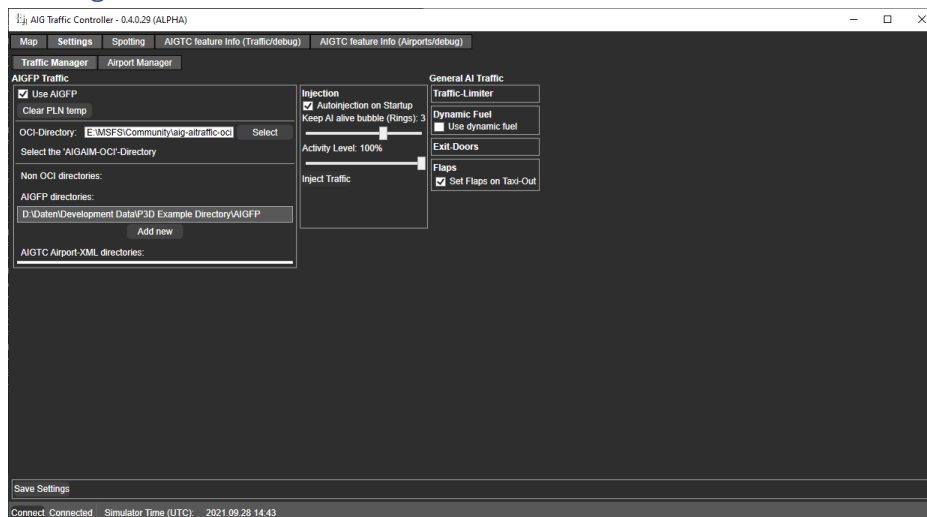 AIG Traffic Controller - 0.4.0.29 (ALPHA)
Map Settings Spotting AIGTC feature Info (Traffic/debug) AIGTC feature Info (Airports/debug)
Traffic Manager Airport Manager
AIGFP Traffic
Use AIGFP
Clear PLN temp
OCI-Directory: E:\MSFS\Community\aig-aitraffic-oci Select
Select the 'AIGAIM-OCI'-Directory
Non OCI directories:
AIGFP directories:
D:\Daten\Development Data\P3D Example Directory\AIGFP
Add new
AIGTC Airport-XML directories:
Injection
Autoinjection on Startup
Keep AI alive bubble (Rings): 3
Activity Level: 100%
Inject Traffic
General AI Traffic
Traffic-Limiter
Dynamic Fuel
Use dynamic fuel
Exit-Doors
Flaps
Set Flaps on Taxi-Out
Save Settings
Connect Connected Simulator Time (UTC): 2021.09.28 14:43